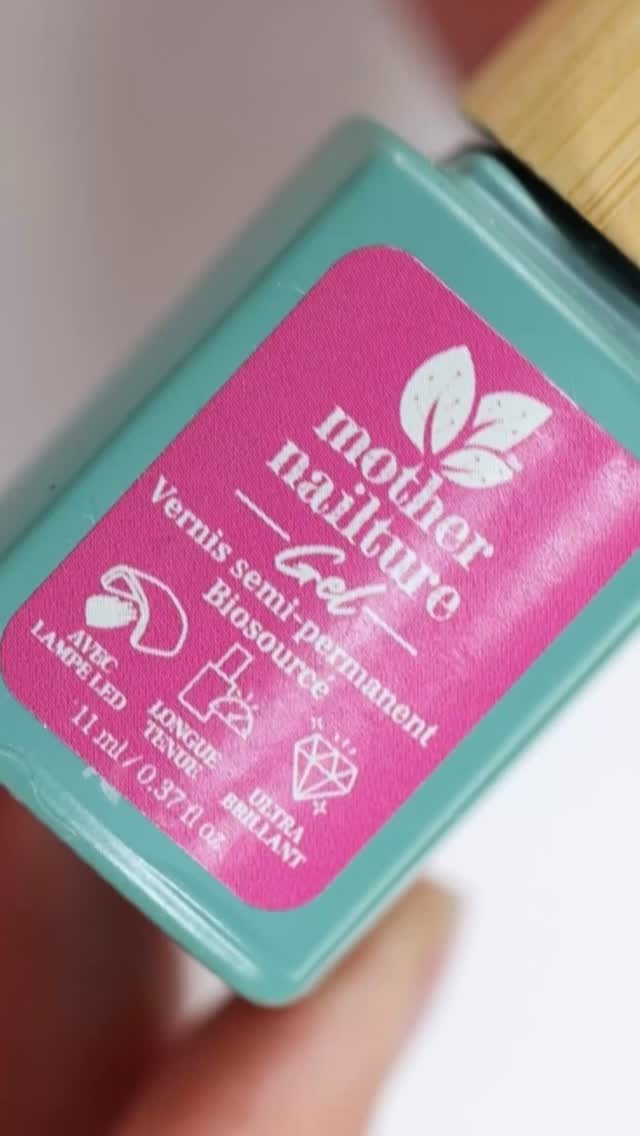 mother
nailture
Gel
Vernis semi-permanent
Biosourcé
AVEC
LAMPE LED
LONGUE
TENUE
ULTRA
BRILLANT
11 ml / 0.37 fl oz